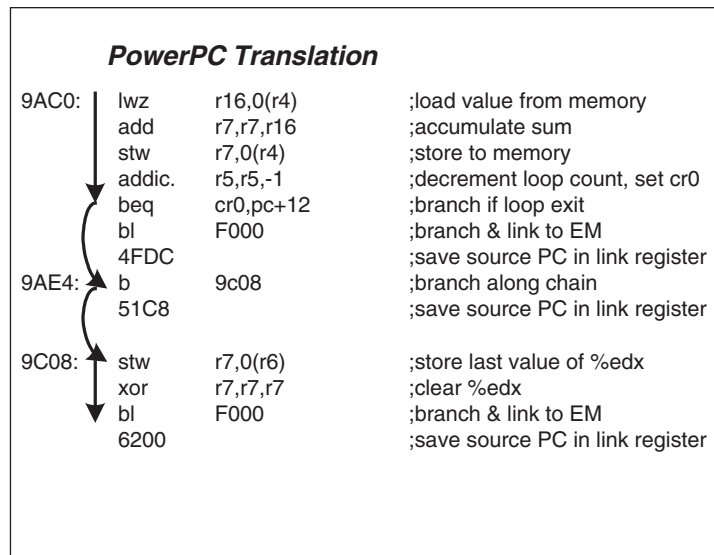 PowerPC Translation
9AC0: lwz r16,0(r4) ;load value from memory
add r7,r7,r16 ;accumulate sum
stw r7,0(r4) ;store to memory
addic. r5,r5,-1 ;decrement loop count, set cr0
beq cr0,pc+12 ;branch if loop exit
bl F000 ;branch & link to EM
4FDC ;save source PC in link register
9AE4: b 9c08 ;branch along chain
51C8 ;save source PC in link register
9C08: stw r7,0(r6) ;store last value of %edx
xor r7,r7,r7 ;clear %edx
bl F000 ;branch & link to EM
6200 ;save source PC in link register